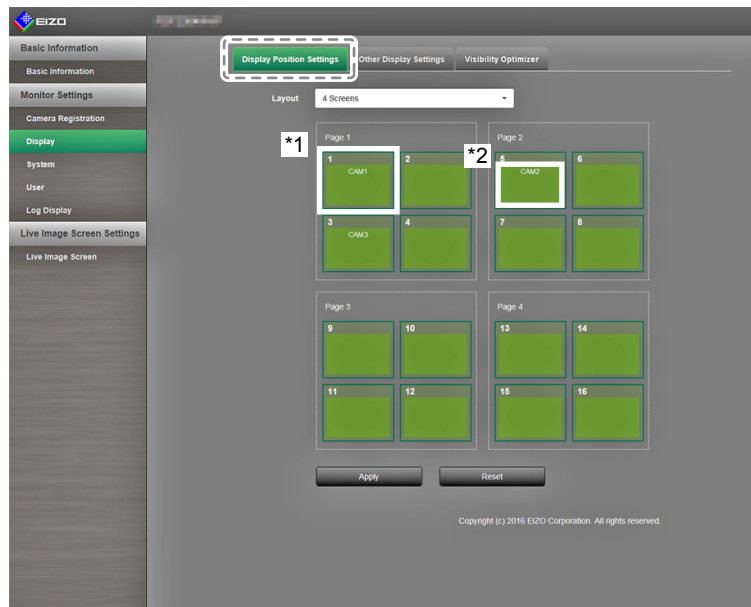 EIZO
Basic Information
Basic Information
Monitor Settings
Camera Registration
Display
System
User
Log Display
Live Image Screen Settings
Live Image Screen
Display Position Settings
Other Display Settings
Visibility Optimizer
Layout
4 Screens
*1
Page 1
1
CAM1
2
3
CAM3
4
*2
Page 2
5
CAM2
6
7
8
Page 3
9
10
11
12
Page 4
13
14
15
16
Apply
Reset
Copyright (c) 2016 EIZO Corporation. All rights reserved.